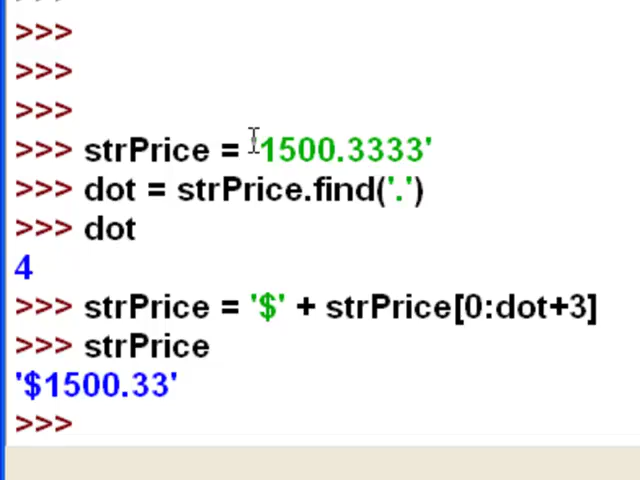 >>>
>>>
>>>
>>> strPrice = '1500.3333'
>>> dot = strPrice.find('.')
>>> dot
4
>>> strPrice = '$' + strPrice[0:dot+3]
>>> strPrice
'$1500.33'
>>>